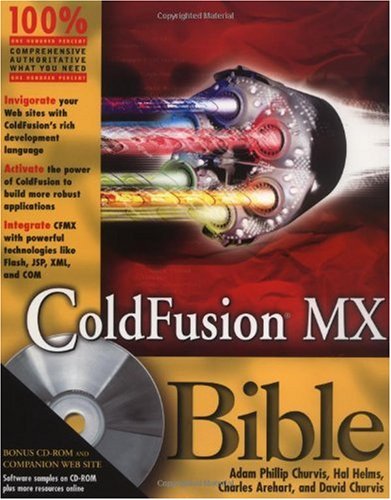 100%
ONE HUNDRED PERCENT
COMPREHENSIVE
AUTHORITATIVE
WHAT YOU NEED
ONE HUNDRED PERCENT
Invigorate your
Web sites with
ColdFusion's rich
development
language
Activate the power
of ColdFusion to
build more robust
applications
Integrate CFMX
with powerful
technologies like
Flash, JSP, XML,
and COM
ColdFusion® MX
Bible
BONUS CD-ROM AND
COMPANION WEB SITE
Software samples on CD-ROM
plus more resources online
Adam Phillip Churvis, Hal Helms,
Charles Arehart, and David Churvis